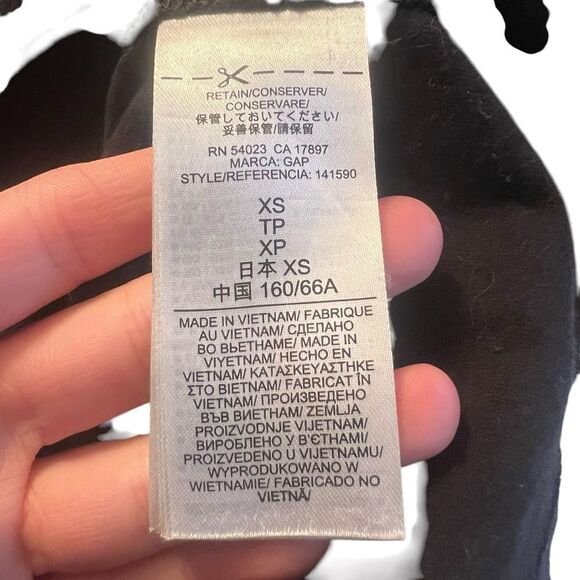 RETAIN/CONSERVER/
CONSERVARE/
保管しておいてください/
妥善保管/請保留
RN 54023 CA 17897
MARCA: GAP
STYLE/REFERENCIA: 141590
XS
TP
XP
日本 XS
中国 160/66A
MADE IN VIETNAM/ FABRIQUE
AU VIETNAM/ СДЕЛАНО
ВО ВЬЕТНАМЕ/ MADE IN
VIYETNAM/ HECHO EN
VIETNAM/ ΚΑΤΑΣΚΕΥΑΣΤΗΚΕ
ΣΤΟ ΒΙΕΤΝΑΜ/ FABRICAT ÎN
VIETNAM/ ПРОИЗВЕДЕНО
ВЪВ ВИЕТНАМ/ ZEMLJA
PROIZVODNJE VIJETNAM/
ВИРОБЛЕНО У В'ЄТНАМІ/
PROIZVEDENO U VIJETNAMU/
WYPRODUKOWANO W
WIETNAMIE/ FABRICADO NO
VIETNÃ/